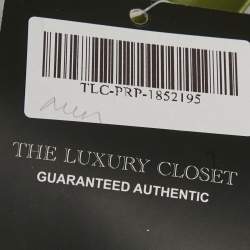 TLC-PRP-1852195
THE LUXURY CLOSET
GUARANTEED AUTHENTIC